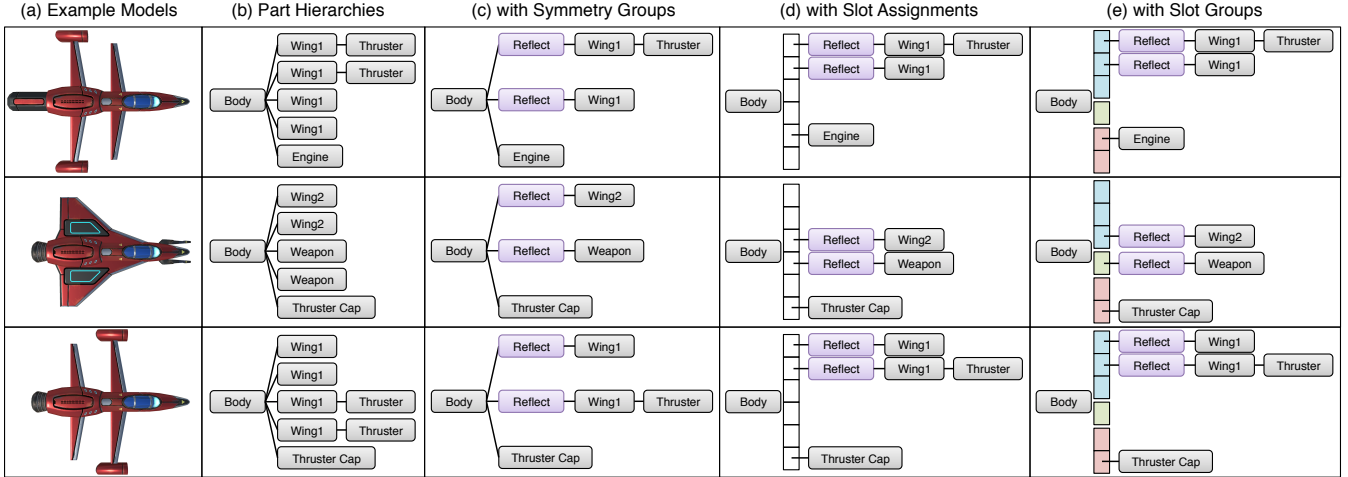 (a) Example Models
(b) Part Hierarchies
(c) with Symmetry Groups
(d) with Slot Assignments
(e) with Slot Groups
Body
Wing1 Thruster
Wing1 Thruster
Wing1
Wing1
Engine
Body
Reflect Wing1 Thruster
Reflect Wing1
Engine
Body
Reflect Wing1 Thruster
Reflect Wing1
Engine
Body
Reflect Wing1 Thruster
Reflect Wing1
Engine
Body
Wing2
Wing2
Weapon
Weapon
Thruster Cap
Body
Reflect Wing2
Reflect Weapon
Thruster Cap
Body
Reflect Wing2
Reflect Weapon
Thruster Cap
Body
Reflect Wing2
Reflect Weapon
Thruster Cap
Body
Wing1
Wing1
Wing1 Thruster
Wing1 Thruster
Thruster Cap
Body
Reflect Wing1
Reflect Wing1 Thruster
Thruster Cap
Body
Reflect Wing1
Reflect Wing1 Thruster
Thruster Cap
Body
Reflect Wing1
Reflect Wing1 Thruster
Thruster Cap